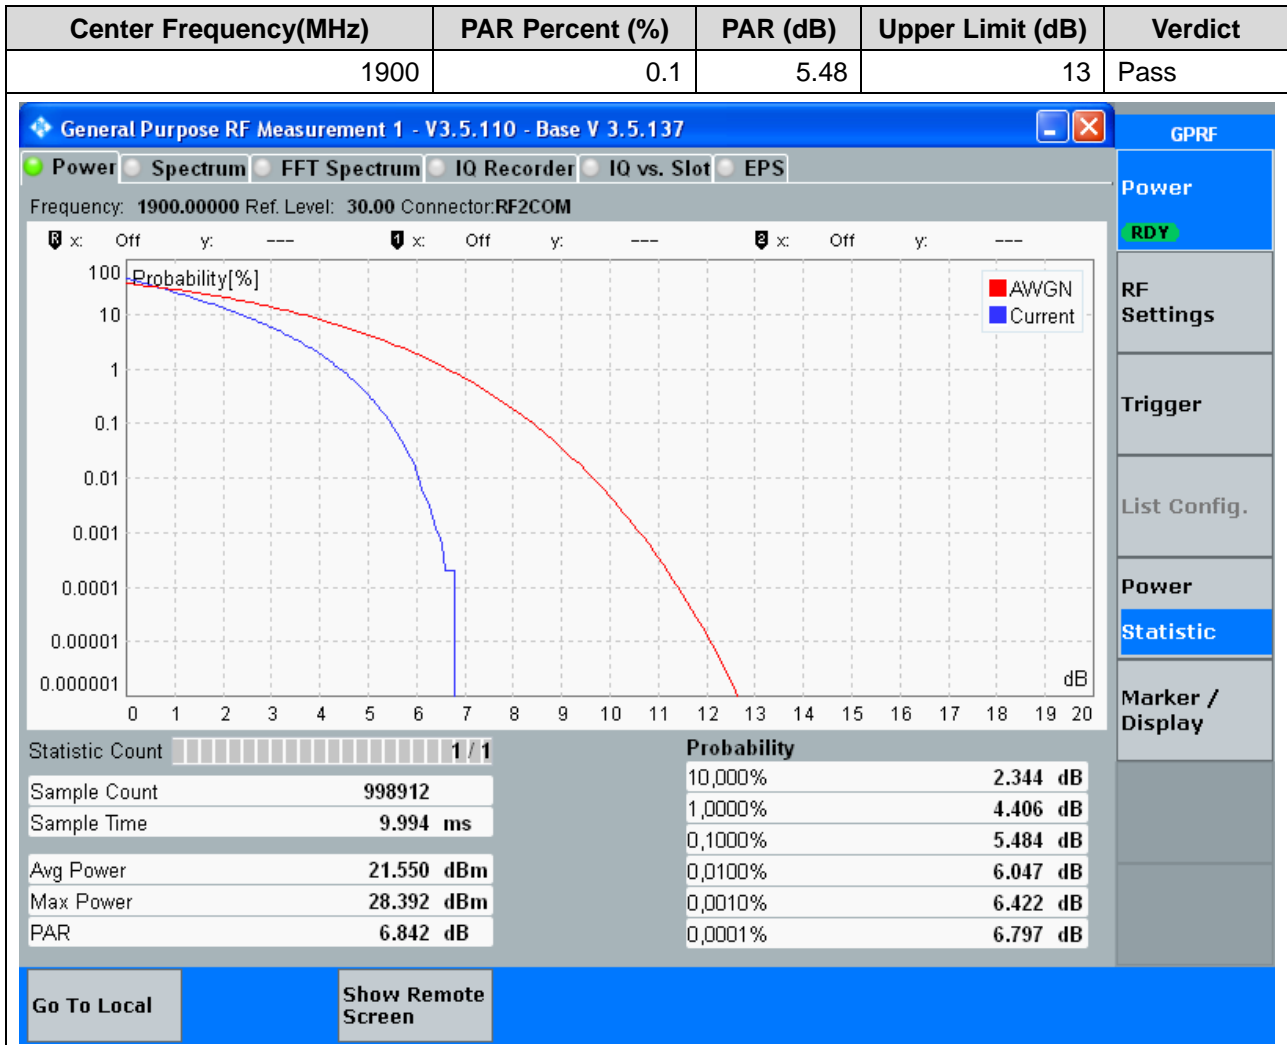 Center Frequency(MHz) PAR Percent (%) PAR (dB) Upper Limit (dB) Verdict
1900 0.1 5.48 13 Pass
General Purpose RF Measurement 1 - V3.5.110 - Base V 3.5.137
GPRF
Power Spectrum FFT Spectrum IQ Recorder IQ vs. Slot EPS
Power
RDY
Frequency: 1900.00000 Ref. Level: 30.00 Connector:RF2COM
R x: Off y: --- 1 x: Off y: --- 2 x: Off y: ---
Probability[%]
AWGN
Current
100
10
1
0.1
0.01
0.001
0.0001
0.00001
0.000001
dB
0 1 2 3 4 5 6 7 8 9 10 11 12 13 14 15 16 17 18 19 20
RF
Settings
Trigger
List Config.
Power
Statistic
Marker /
Display
Statistic Count 1 / 1
Sample Count 998912
Sample Time 9.994 ms
Avg Power 21.550 dBm
Max Power 28.392 dBm
PAR 6.842 dB
Probability
10,000% 2.344 dB
1,0000% 4.406 dB
0,1000% 5.484 dB
0,0100% 6.047 dB
0,0010% 6.422 dB
0,0001% 6.797 dB
Go To Local
Show Remote
Screen